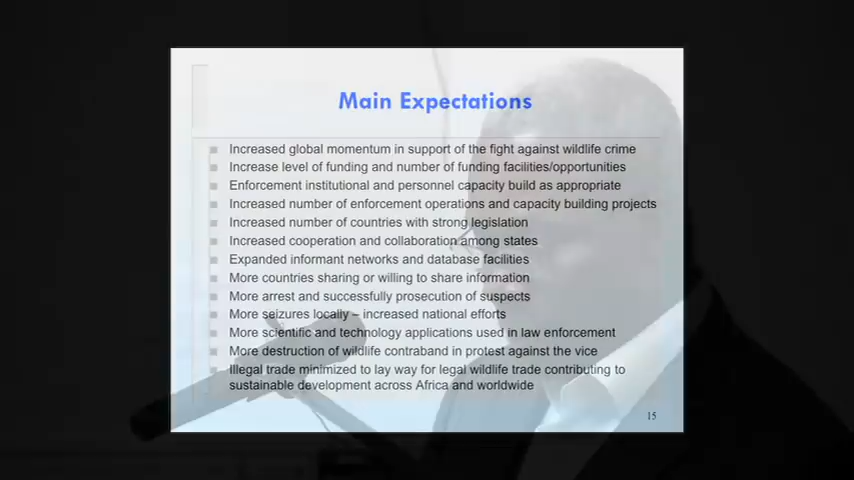 Main Expectations
Increased global momentum in support of the fight against wildlife crime
Increase level of funding and number of funding facilities/opportunities
Enforcement institutional and personnel capacity build as appropriate
Increased number of enforcement operations and capacity building projects
Increased number of countries with strong legislation
Increased cooperation and collaboration among states
Expanded informant networks and database facilities
More countries sharing or willing to share information
More arrest and successfully prosecution of suspects
More seizures locally – increased national efforts
More scientific and technology applications used in law enforcement
More destruction of wildlife contraband in protest against the vice
Illegal trade minimized to lay way for legal wildlife trade contributing to
sustainable development across Africa and worldwide
15